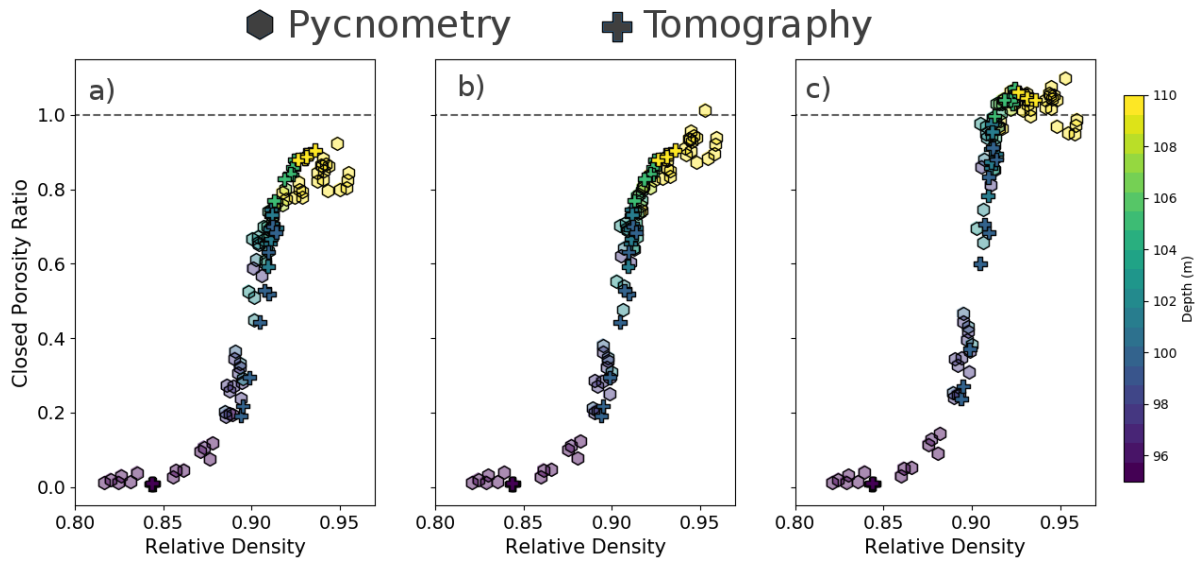 Pycnometry Tomography
a) b) c)
Closed Porosity Ratio
1.0
0.8
0.6
0.4
0.2
0.0
0.80 0.85 0.90 0.95
0.80 0.85 0.90 0.95
0.80 0.85 0.90 0.95
Relative Density Relative Density Relative Density
110
108
106
104
102
100
98
96
Depth (m)